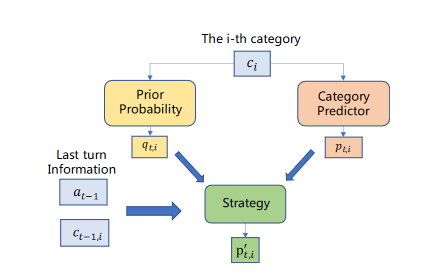 The i-th category
c_i
Prior
Probability
Category
Predictor
q_{t,i}
p_{t,i}
Last turn
Information
a_{t−1}
c_{t−1,i}
Strategy
p′_{t,i}